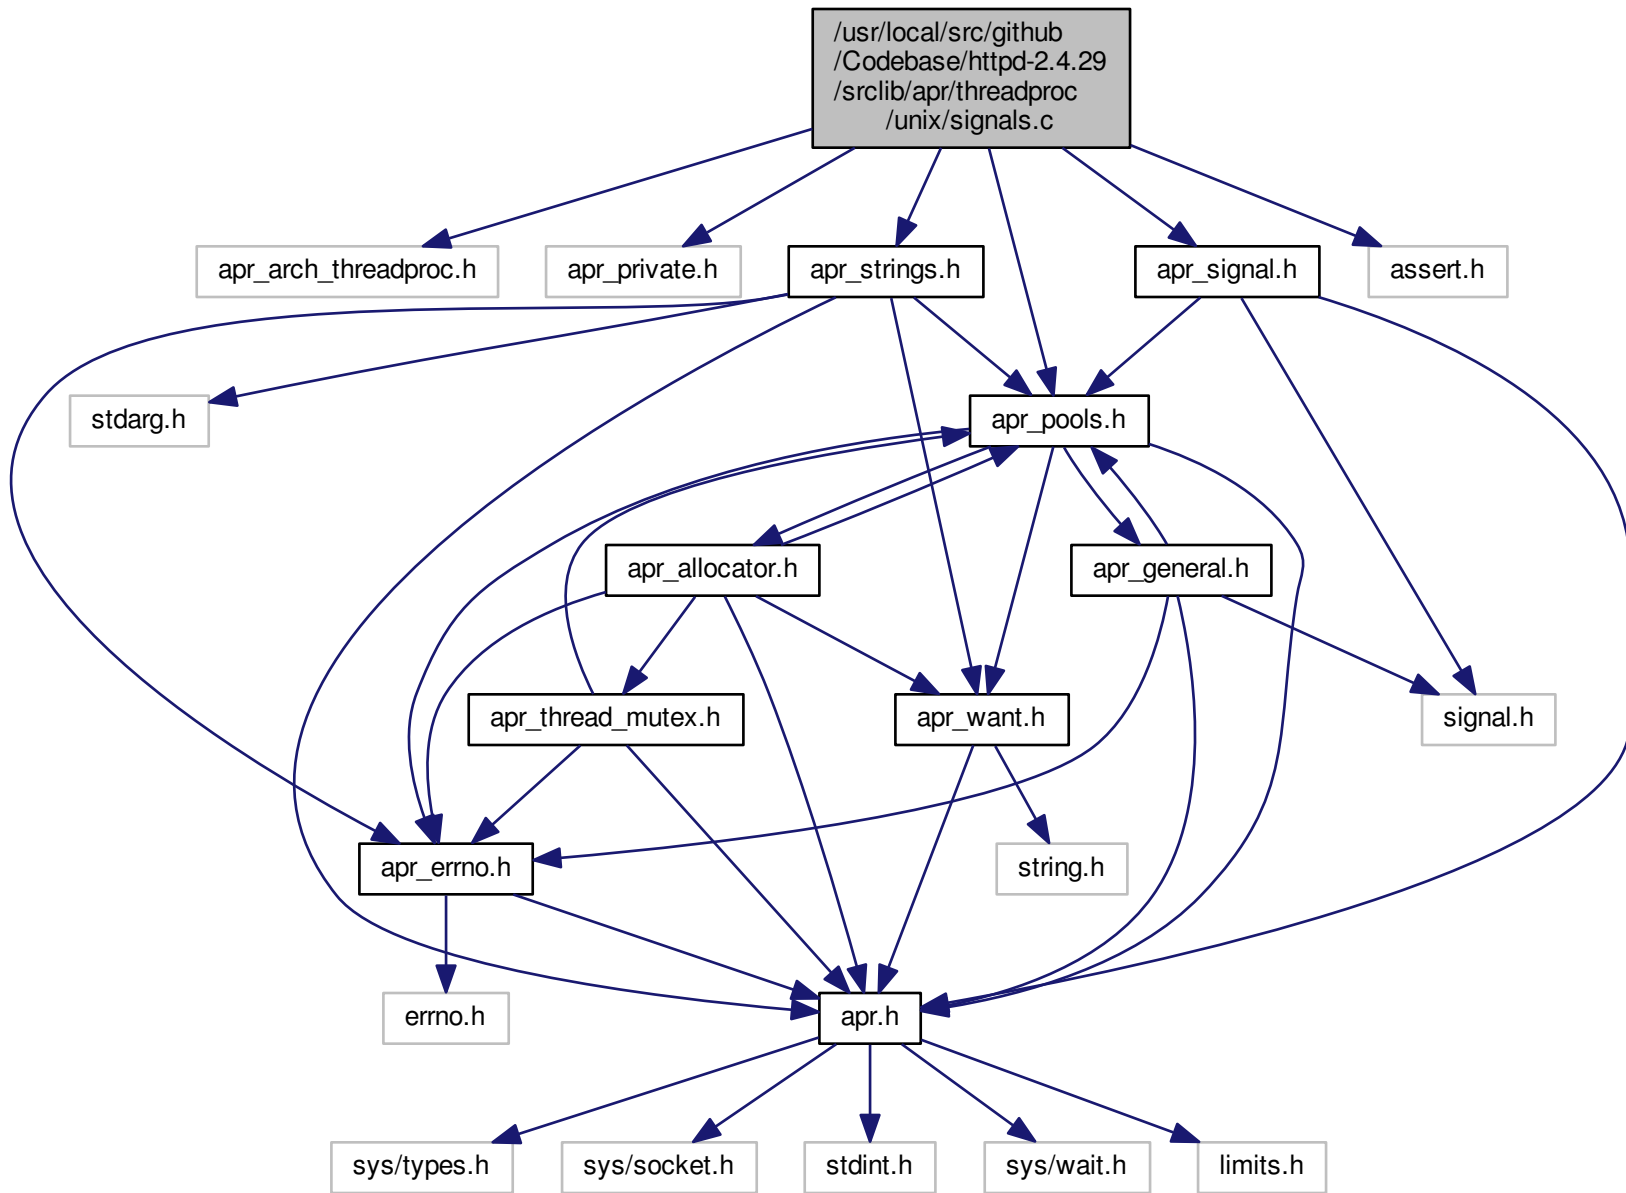 /usr/local/src/github
/Codebase/httpd-2.4.29
/srclib/apr/threadproc
/unix/signals.c
apr_arch_threadproc.h
apr_private.h
apr_strings.h
apr_signal.h
assert.h
stdarg.h
apr_pools.h
apr_allocator.h
apr_general.h
apr_thread_mutex.h
apr_want.h
signal.h
apr_errno.h
string.h
errno.h
apr.h
sys/types.h
sys/socket.h
stdint.h
sys/wait.h
limits.h